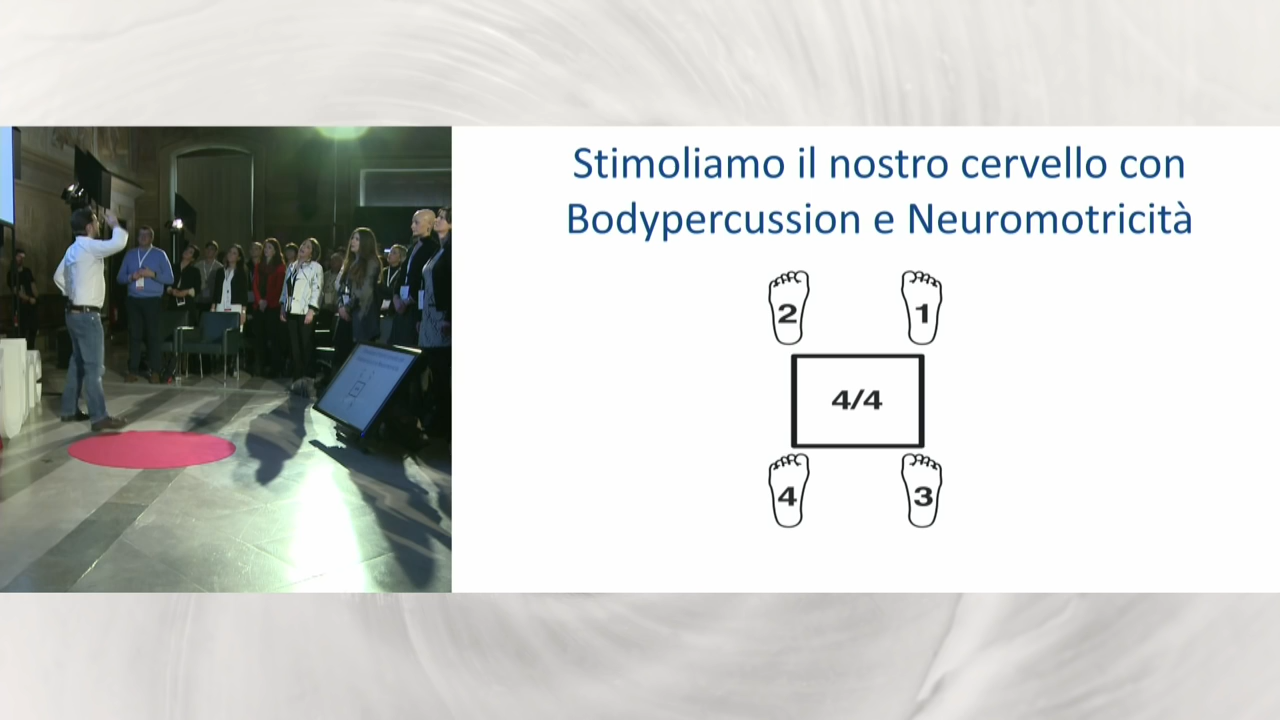 Stimoliamo il nostro cervello con
Bodypercussion e Neuromotricità
2 1
4/4
4 3